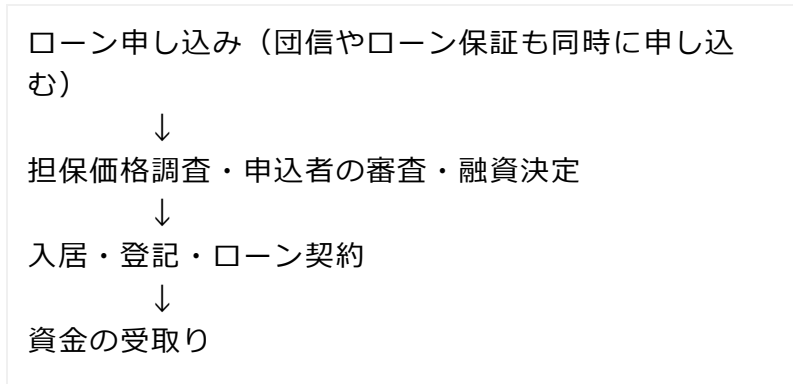 ローン申し込み（団信やローン保証も同時に申し込
む）
↓
担保価格調査・申込者の審査・融資決定
↓
入居・登記・ローン契約
↓
資金の受取り